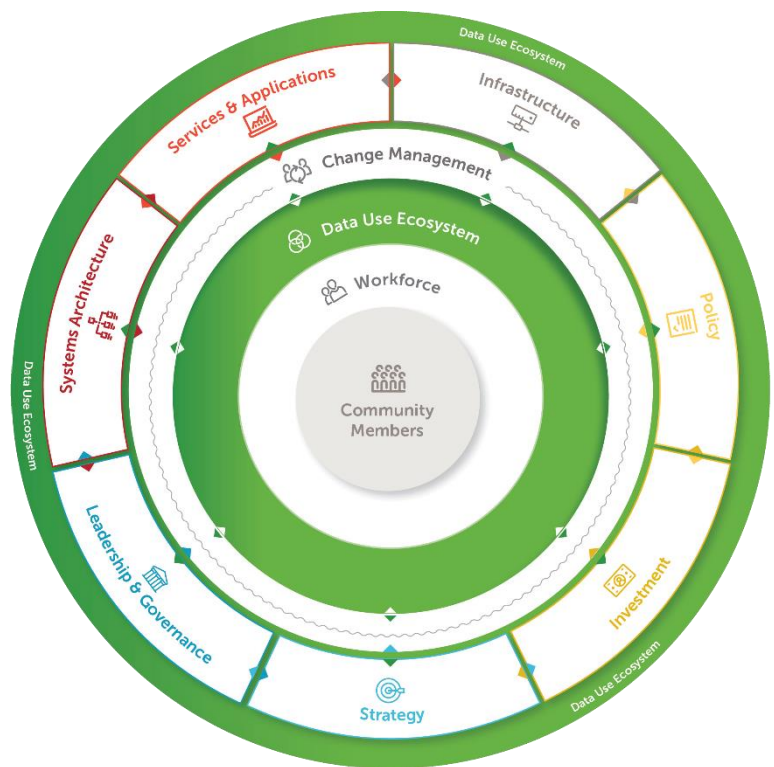 Data Use Ecosystem
Services & Applications
Infrastructure
Change Management
Data Use Ecosystem
Workforce
Systems Architecture
Policy
Community
Members
Data Use Ecosystem
Leadership & Governance
Investment
Strategy
Data Use Ecosystem